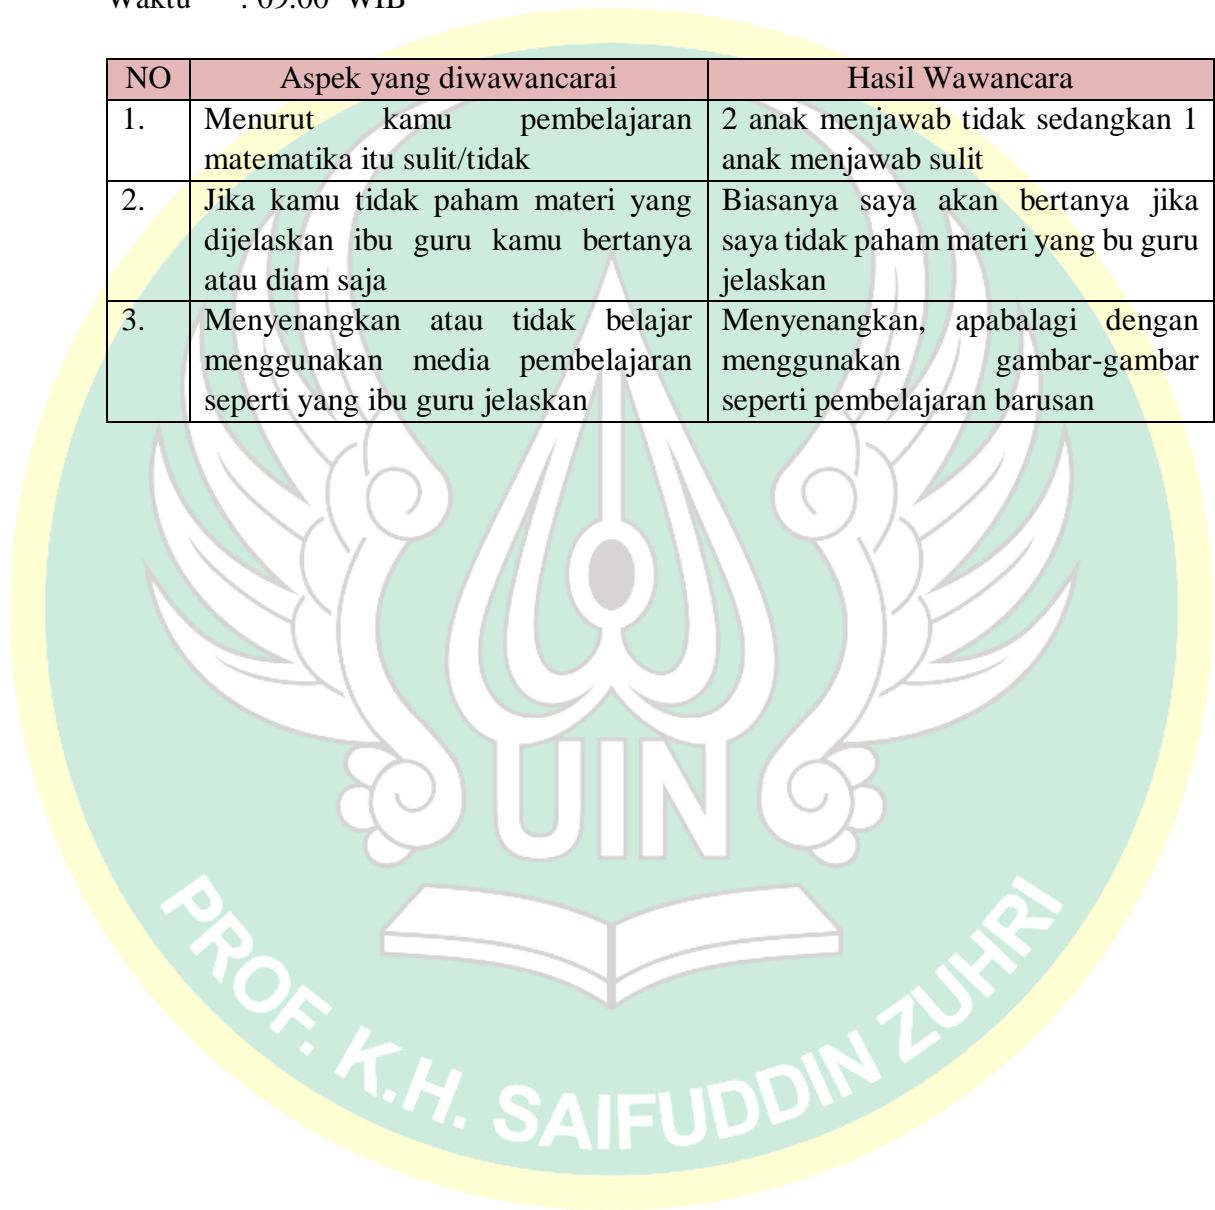 Waktu : 09.00 WIB
NO Aspek yang diwawancarai Hasil Wawancara
1. Menurut kamu pembelajaran matematika itu sulit/tidak
2 anak menjawab tidak sedangkan 1 anak menjawab sulit
2. Jika kamu tidak paham materi yang dijelaskan ibu guru kamu bertanya atau diam saja
Biasanya saya akan bertanya jika saya tidak paham materi yang bu guru jelaskan
3. Menyenangkan atau tidak belajar menggunakan media pembelajaran seperti yang ibu guru jelaskan
Menyenangkan, apabalagi dengan menggunakan gambar-gambar seperti pembelajaran barusan
UIN
PROF. K.H. SAIFUDDIN ZUHRI